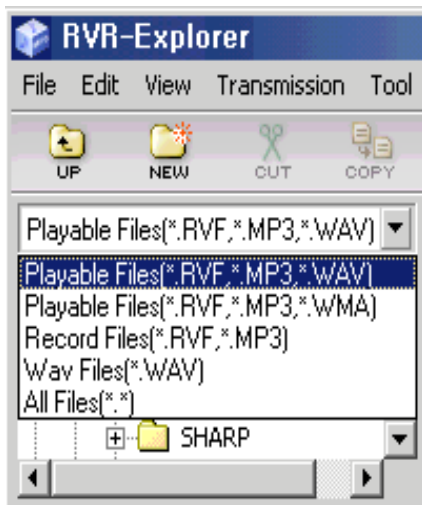 RVR-Explorer
File Edit View Transmission Tool
UP NEW CUT COPY
Playable Files(*.RVF,*.MP3,*.WAV)
Playable Files(*.RVF,*.MP3,*.WAV)
Playable Files(*.RVF,*.MP3,*.WMA)
Record Files(*.RVF,*.MP3)
Wav Files(*.WAV)
All Files(*.*)
SHARP